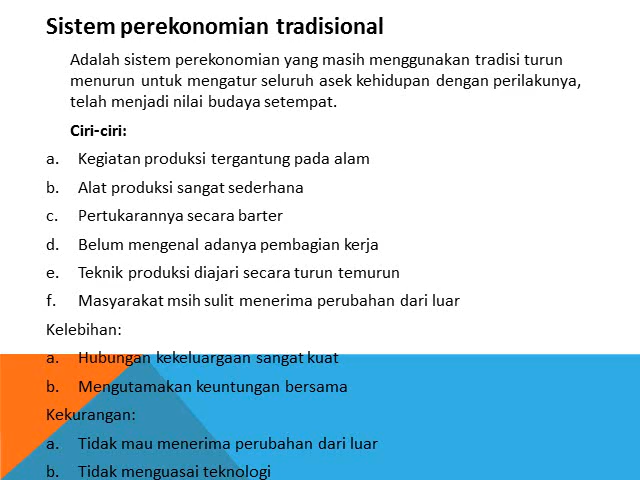 Sistem perekonomian tradisional
Adalah sistem perekonomian yang masih menggunakan tradisi turun
menurun untuk mengatur seluruh asek kehidupan dengan perilakunya,
telah menjadi nilai budaya setempat.
Ciri-ciri:
a. Kegiatan produksi tergantung pada alam
b. Alat produksi sangat sederhana
c. Pertukarannya secara barter
d. Belum mengenal adanya pembagian kerja
e. Teknik produksi diajari secara turun temurun
f. Masyarakat msih sulit menerima perubahan dari luar
Kelebihan:
a. Hubungan kekeluargaan sangat kuat
b. Mengutamakan keuntungan bersama
Kekurangan:
a. Tidak mau menerima perubahan dari luar
b. Tidak menguasai teknologi